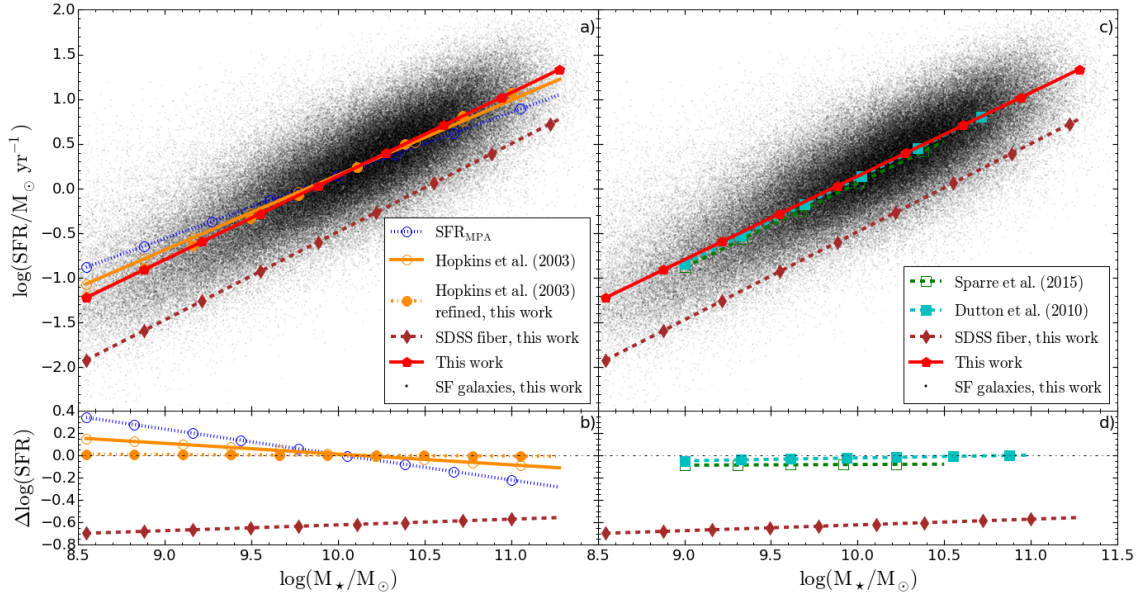 a)
c)
2.0
1.5
1.0
0.5
0.0
-0.5
-1.0
-1.5
-2.0
log(SFR/M⊙ yr⁻¹)
SFR_MPA
Hopkins et al. (2003)
Hopkins et al. (2003)
refined, this work
SDSS fiber, this work
This work
SF galaxies, this work
Sparre et al. (2015)
Dutton et al. (2010)
SDSS fiber, this work
This work
SF galaxies, this work
b)
d)
0.4
0.2
0.0
-0.2
-0.4
-0.6
-0.8
Δlog(SFR)
8.5 9.0 9.5 10.0 10.5 11.0 8.5 9.0 9.5 10.0 10.5 11.0 11.5
log(M⋆/M⊙)
log(M⋆/M⊙)